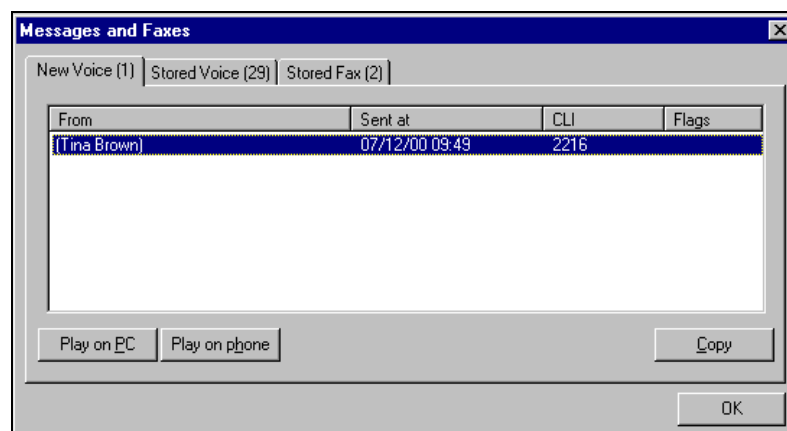 Messages and Faxes
New Voice (1) Stored Voice (29) Stored Fax (2)
From Sent at CLI Flags
(Tina Brown) 07/12/00 09:49 2216
Play on PC Play on phone Copy
OK